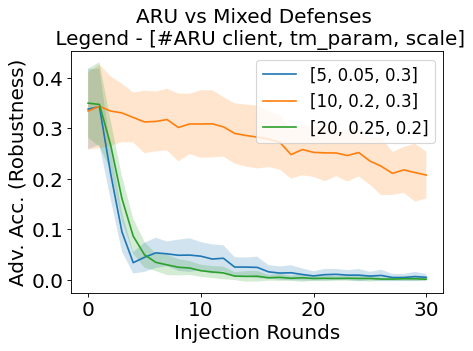 ARU vs Mixed Defenses
Legend - [#ARU client, tm_param, scale]
Adv. Acc. (Robustness)
0.4
0.3
0.2
0.1
0.0
[5, 0.05, 0.3]
[10, 0.2, 0.3]
[20, 0.25, 0.2]
0
10
20
30
Injection Rounds